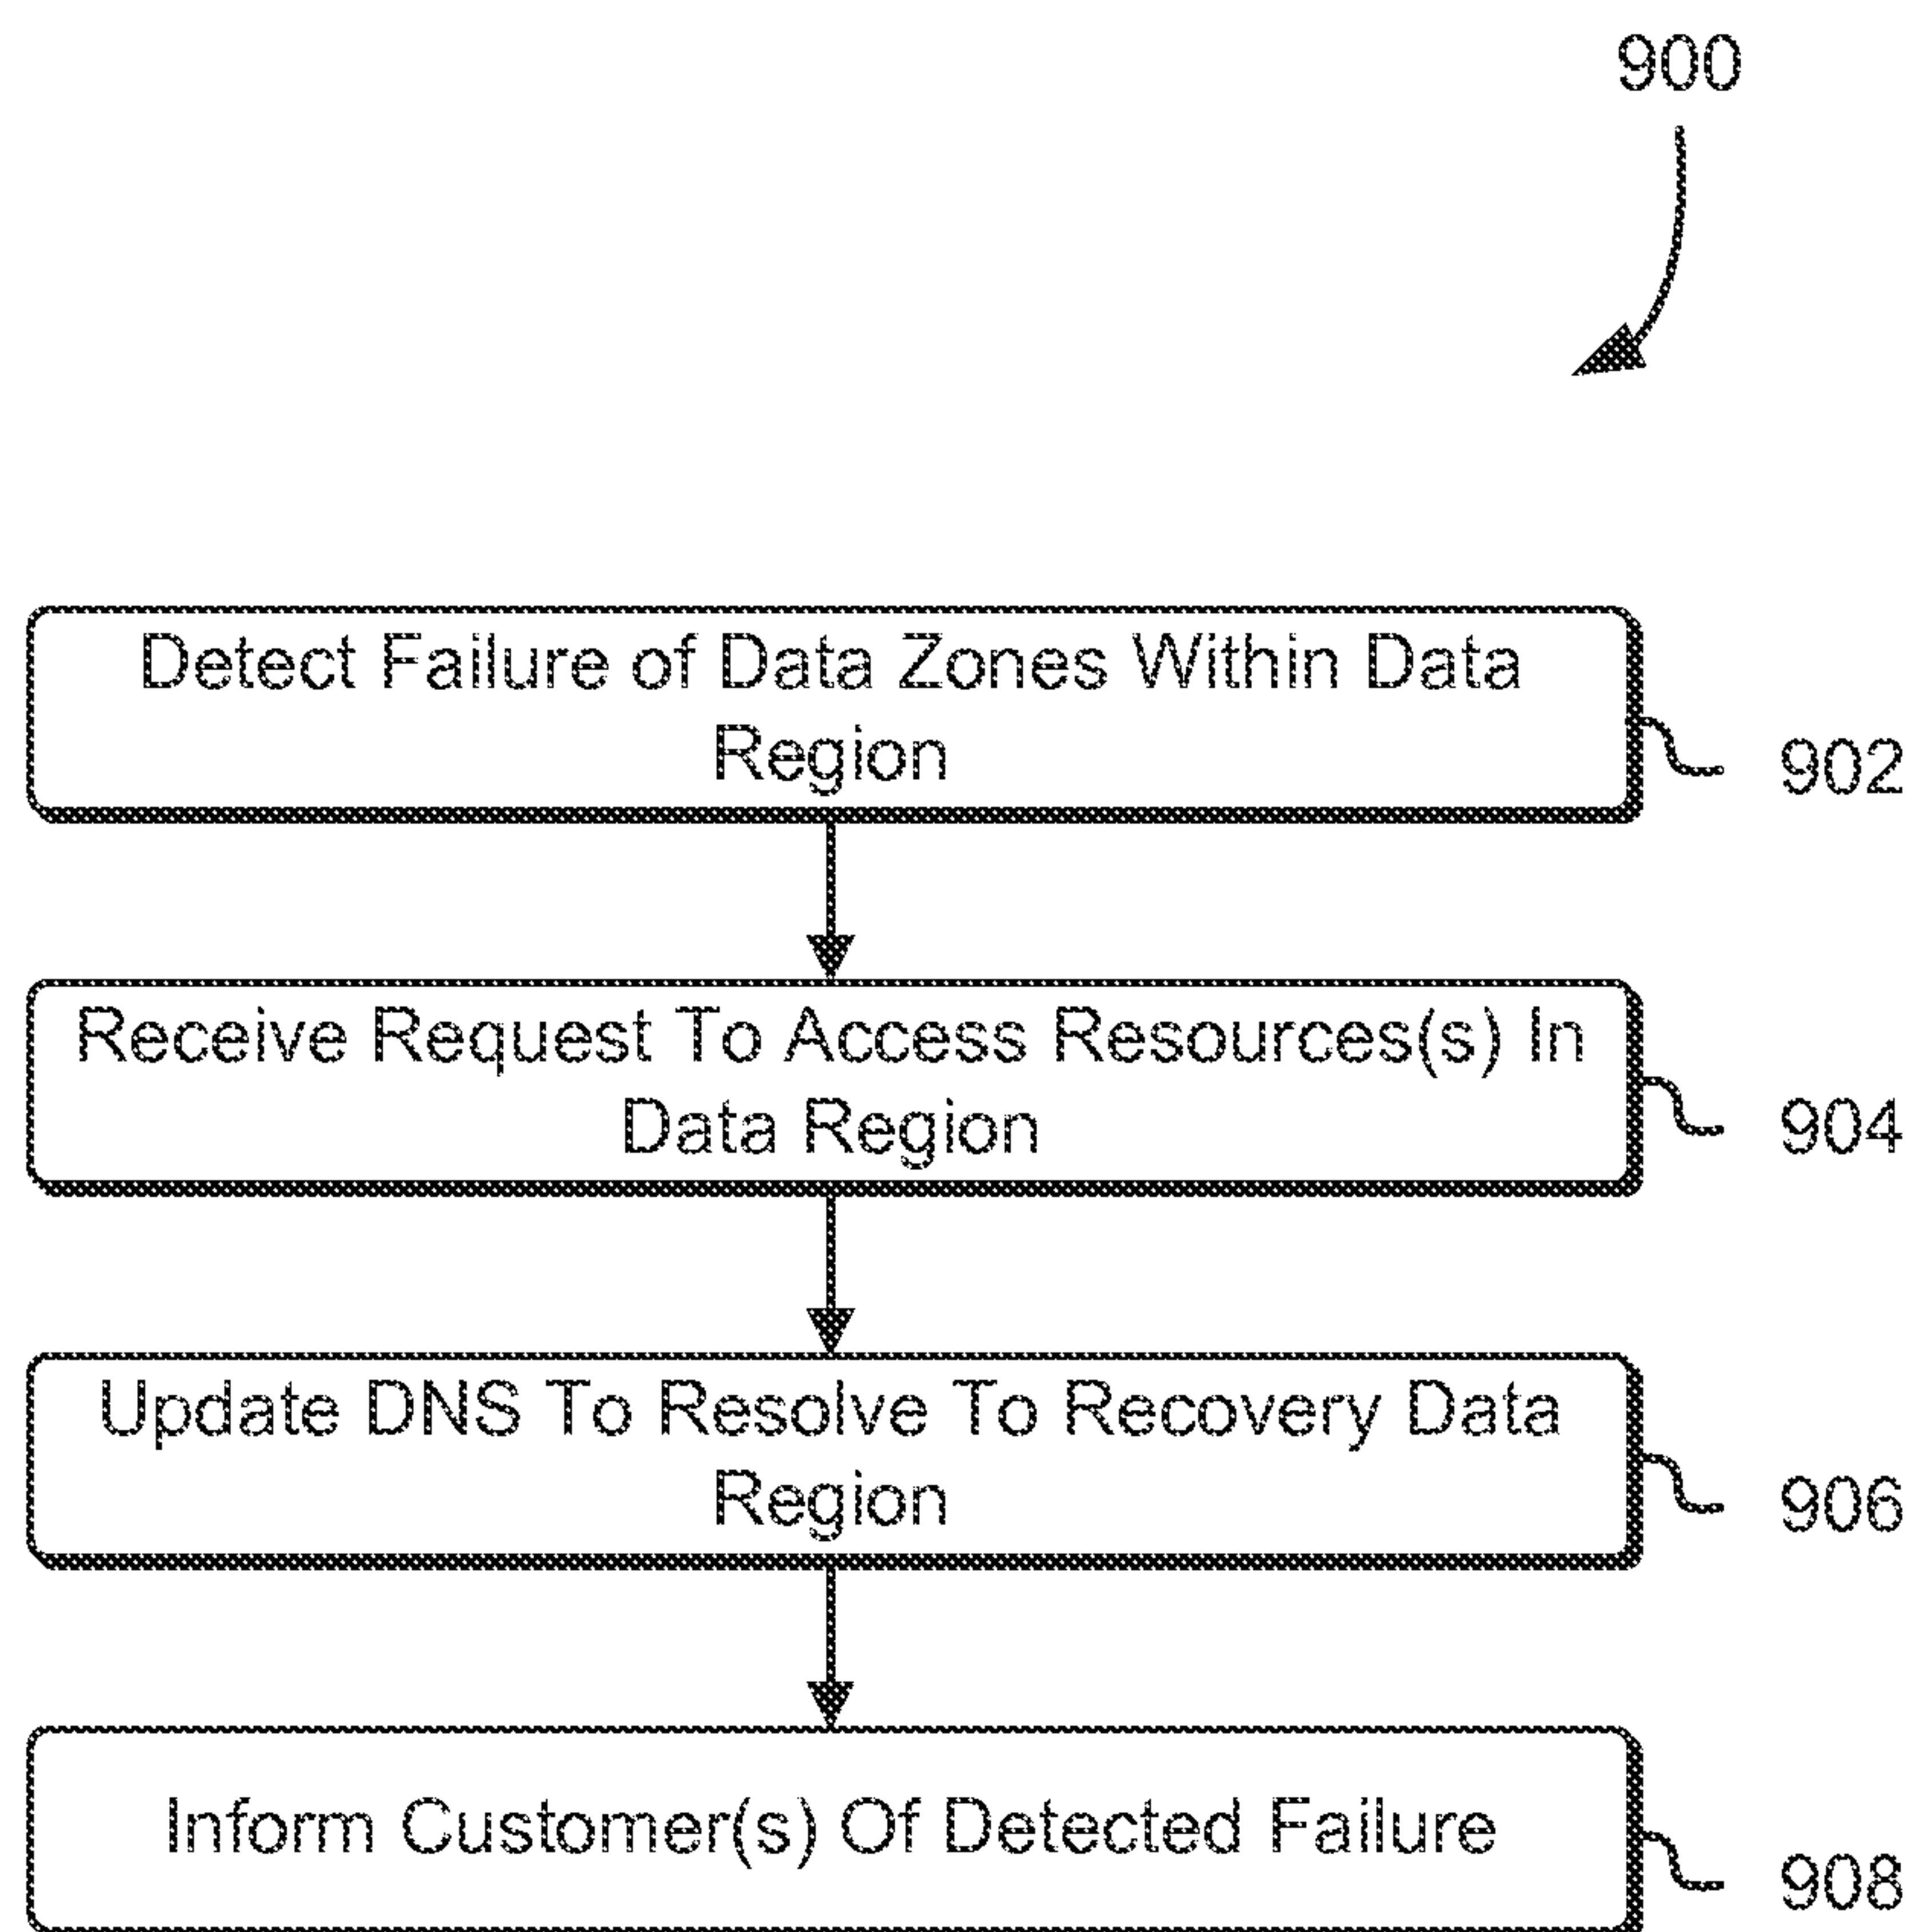 900
Detect Failure of Data Zones Within Data
Region
902
Receive Request To Access Resources(s) In
Data Region
904
Update DNS To Resolve To Recovery Data
Region
906
Inform Customer(s) Of Detected Failure
908